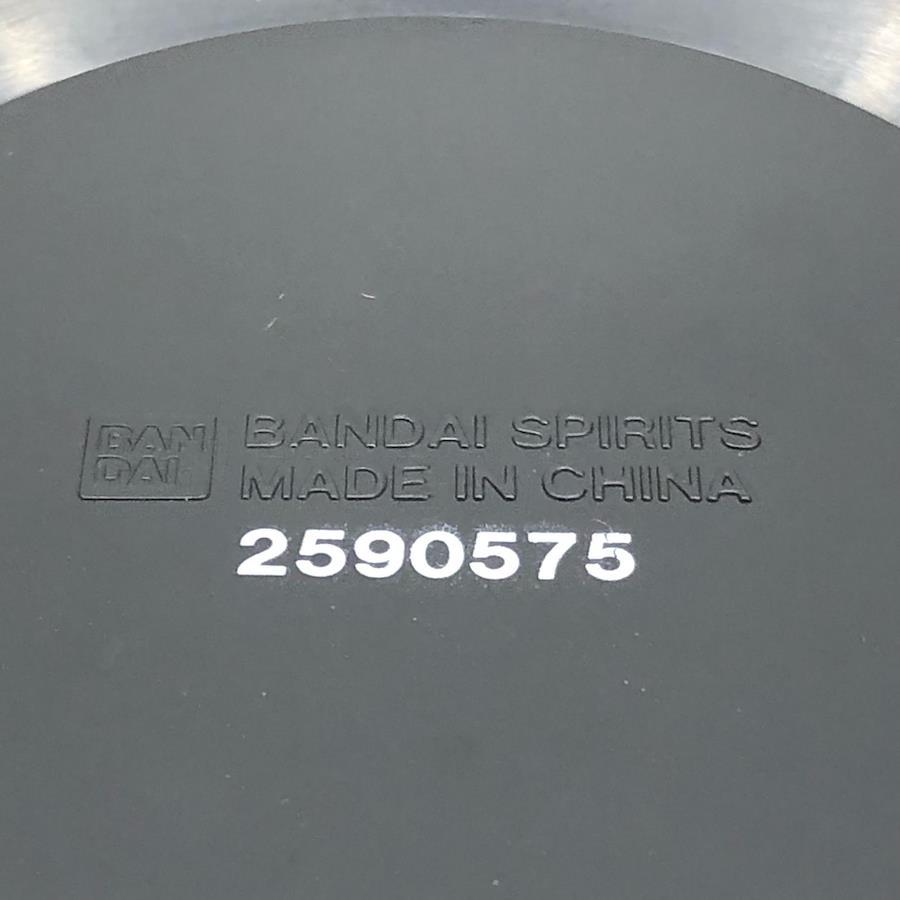 BAN
DAI
BANDAI SPIRITS
MADE IN CHINA
2590575